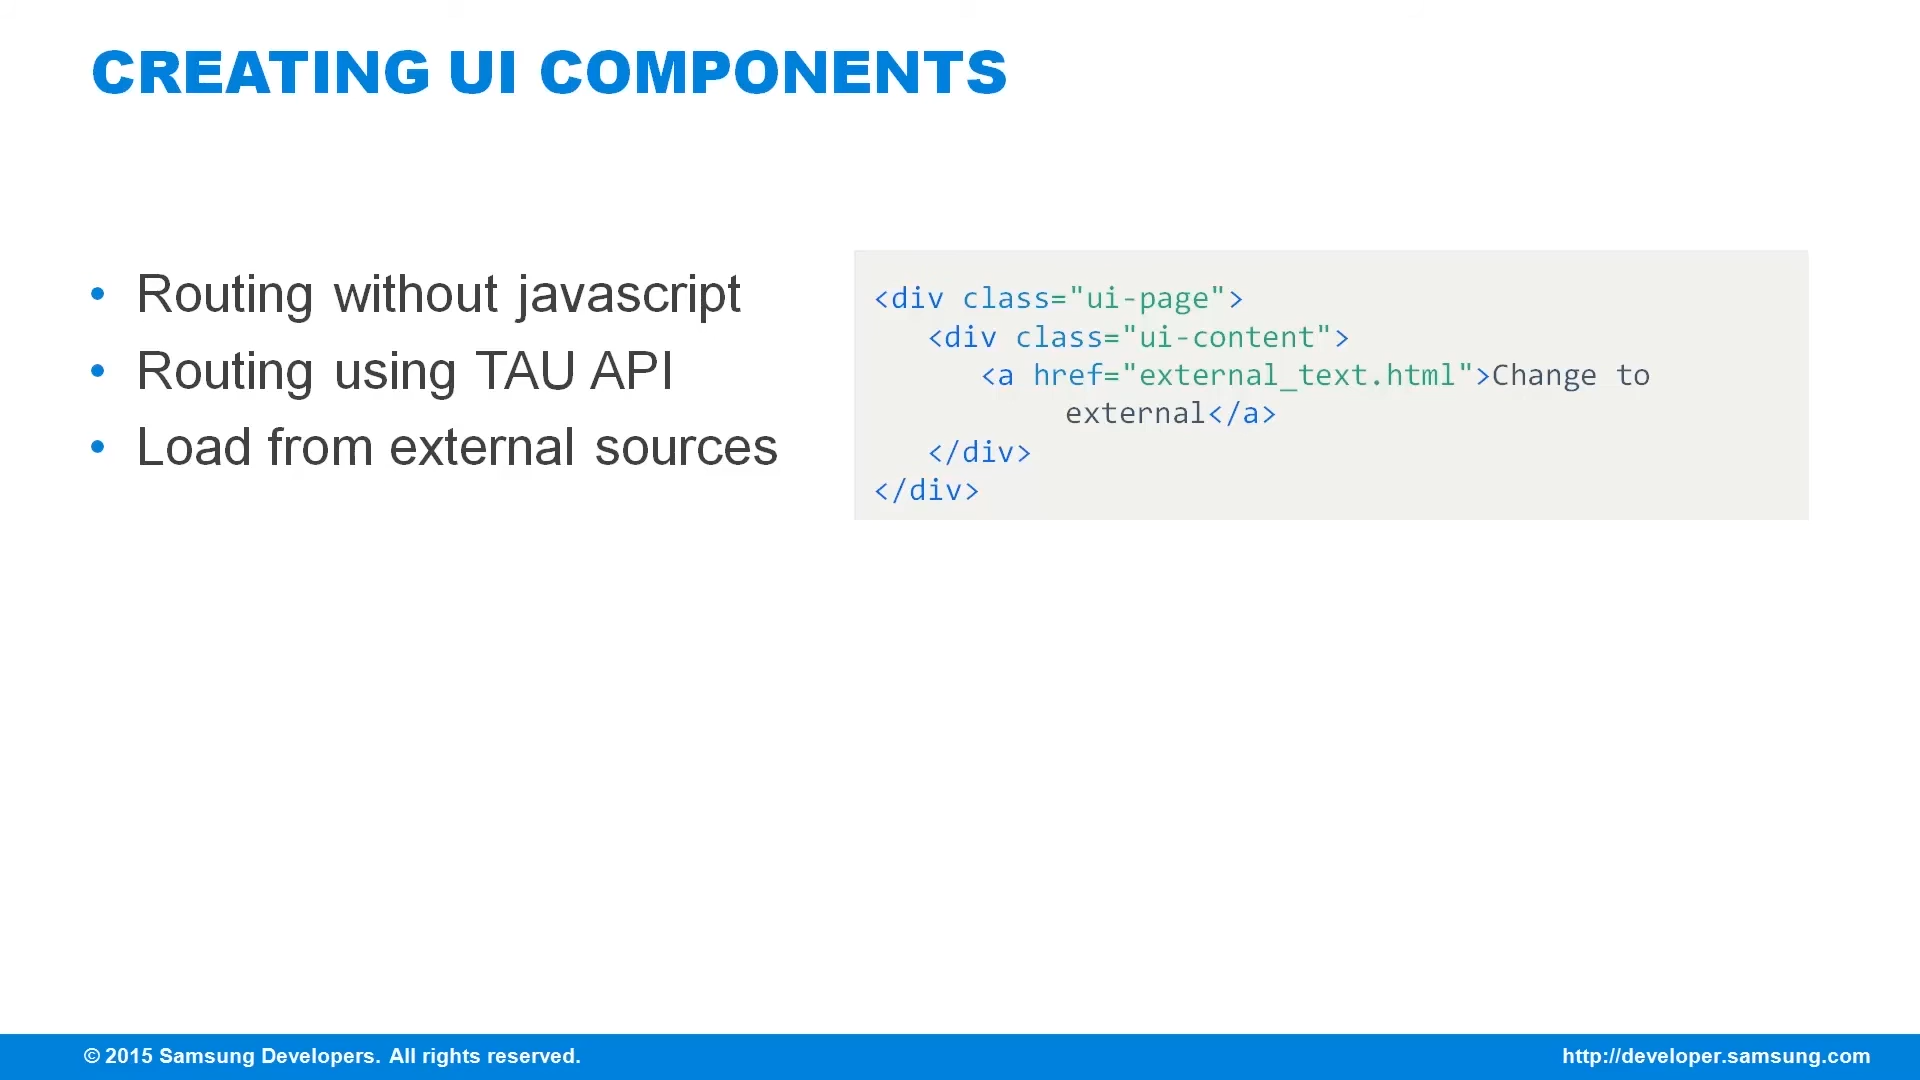 CREATING UI COMPONENTS
• Routing without javascript
• Routing using TAU API
• Load from external sources
<div class="ui-page">
<div class="ui-content">
<a href="external_text.html">Change to
external</a>
</div>
</div>
© 2015 Samsung Developers. All rights reserved.
http://developer.samsung.com